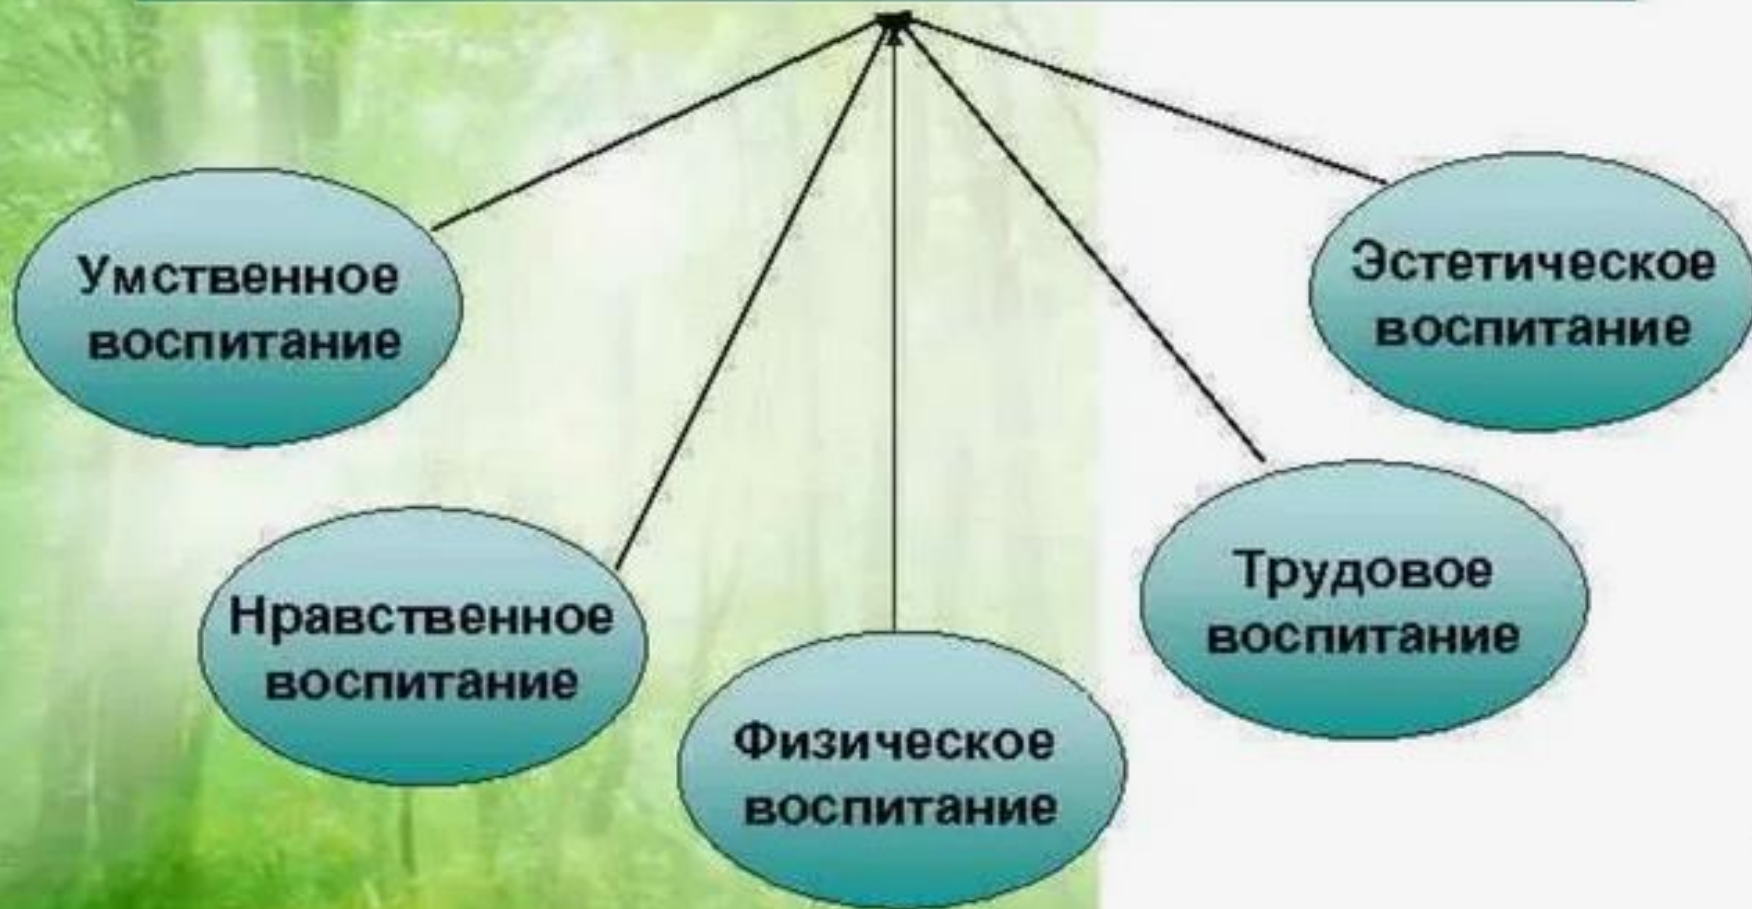 Умственное
воспитание
Нравственное
воспитание
Физическое
воспитание
Трудовое
воспитание
Эстетическое
воспитание